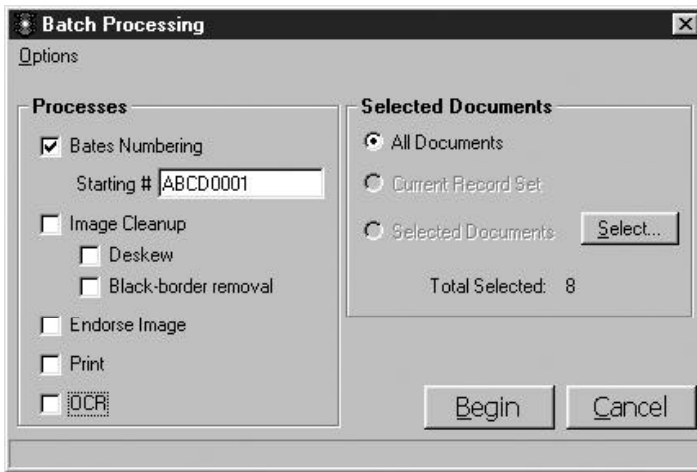 Batch Processing
Options
Processes
Bates Numbering
Starting # ABCD0001
Image Cleanup
Deskew
Black-border removal
Endorse Image
Print
OCR
Selected Documents
All Documents
Current Record Set
Selected Documents Select...
Total Selected: 8
Begin Cancel